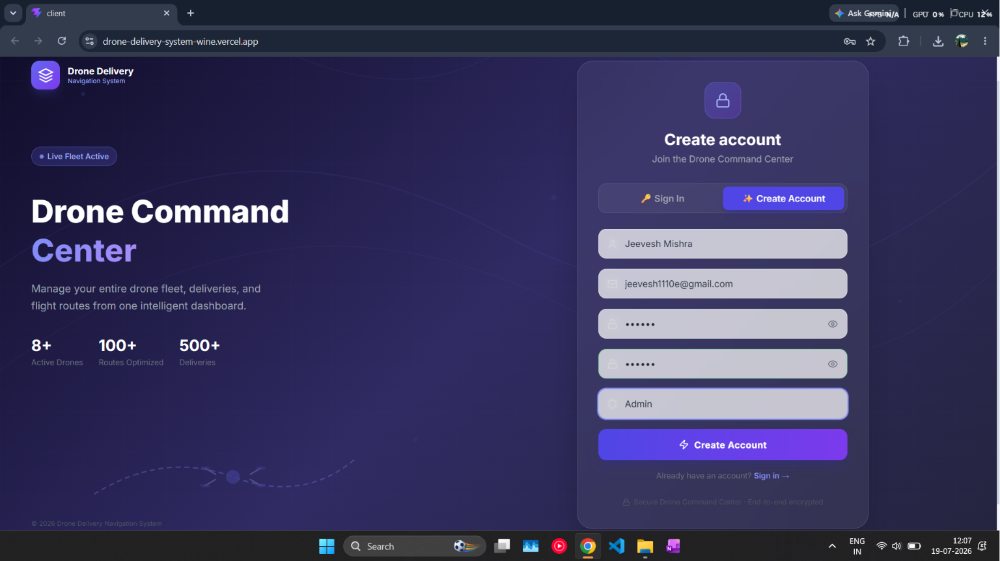 client
Ask Gemini
N/A
GPU 0%
CPU 12%
drone-delivery-system-wine.vercel.app
Drone Delivery
Navigation System
Live Fleet Active
Drone Command
Center
Manage your entire drone fleet, deliveries, and
flight routes from one intelligent dashboard.
8+
100+
500+
Active Drones
Routes Optimized
Deliveries
© 2026 Drone Delivery Navigation System
Create account
Join the Drone Command Center
Sign In
Create Account
Jeevesh Mishra
jeevesh1110e@gmail.com
••••••
••••••
Admin
Create Account
Already have an account? Sign in →
Secure Drone Command Center · End-to-end encrypted
Search
ENG
IN
12:07
19-07-2026